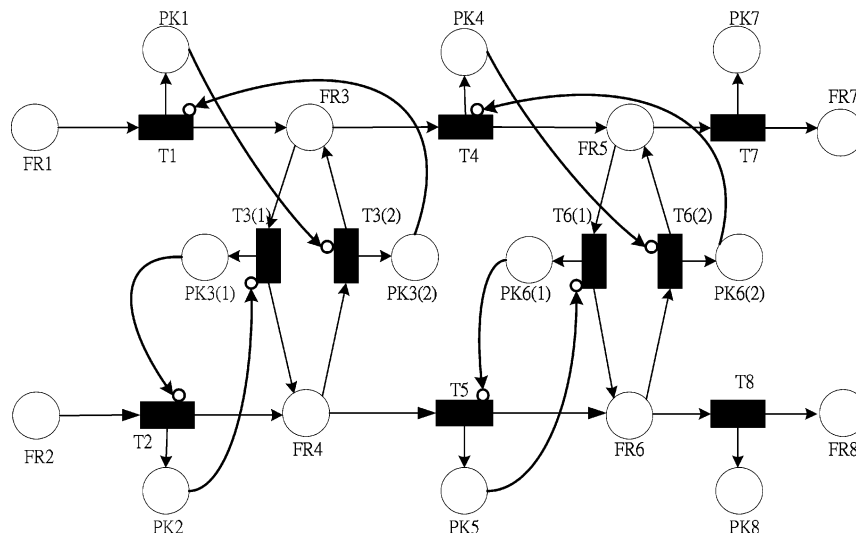 PK1
PK4
PK7
FR3
FR7
FR1
T1
T4
FR5
T7
T3(1)
T3(2)
T6(1)
T6(2)
PK3(1)
PK3(2)
PK6(1)
PK6(2)
T5
T8
T2
FR2
FR4
FR6
FR8
PK2
PK5
PK8